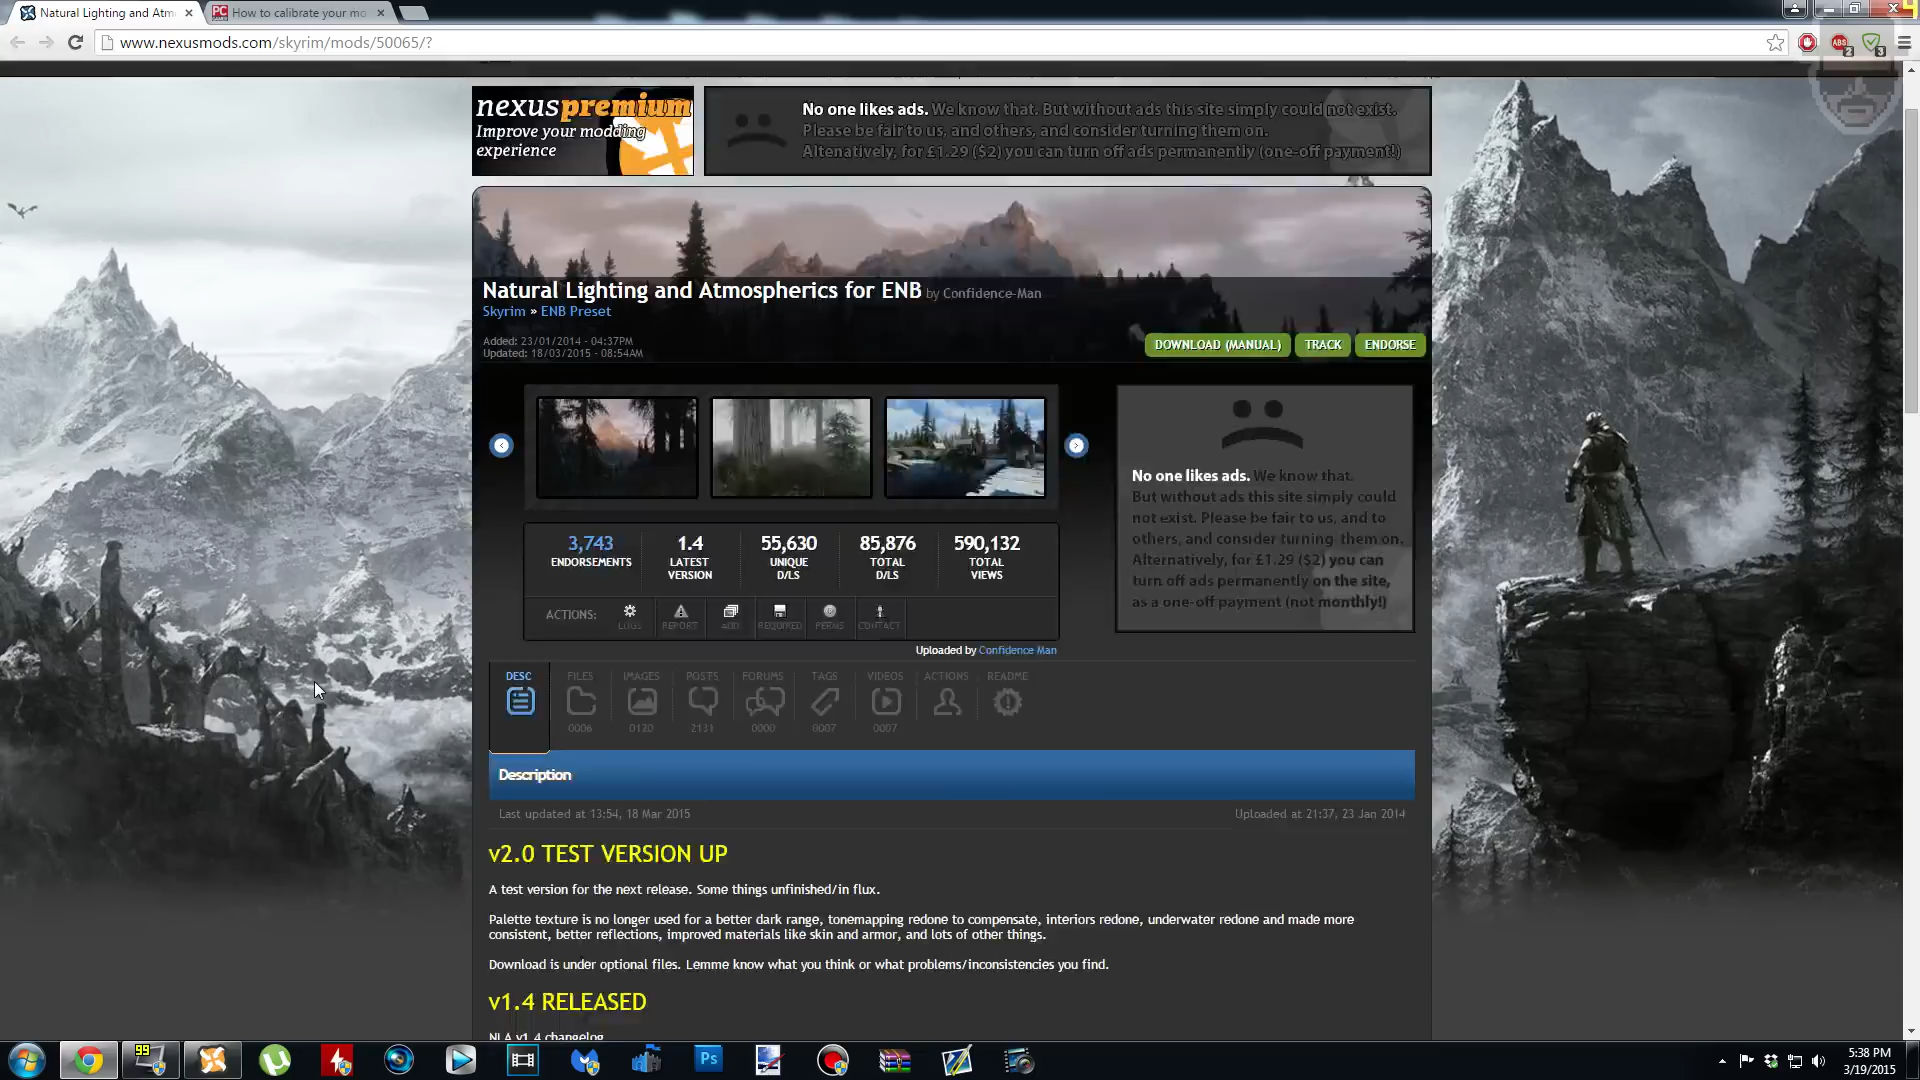 Natural Lighting and Atm
How to calibrate your mo
www.nexusmods.com/skyrim/mods/50065/?
nexuspremium
Improve your modding
experience
No one likes ads. We know that. But without ads this site simply could not exist.
Please be fair to us, and others, and consider turning them on.
Altenatively, for £1.29 ($2) you can turn off ads permanently (one-off payment!)
Natural Lighting and Atmospherics for ENB by Confidence-Man
Skyrim » ENB Preset
Added: 23/01/2014 - 04:37PM
Updated: 18/03/2015 - 08:54AM
DOWNLOAD (MANUAL) TRACK ENDORSE
3,743 1.4 55,630 85,876 590,132
ENDORSEMENTS LATEST UNIQUE TOTAL TOTAL
VERSION D/LS D/LS VIEWS
ACTIONS: LOGS REPORT ADD REQUIRED PERMS CONTACT
No one likes ads. We know that.
But without ads this site simply could
not exist. Please be fair to us, and to
others, and consider turning them on.
Alternatively, for £1.29 ($2) you can
turn off ads permanently on the site,
as a one-off payment (not monthly!)
Uploaded by Confidence Man
DESC FILES IMAGES POSTS FORUMS TAGS VIDEOS ACTIONS README
0006 0120 2131 0000 0007 0007
Description
Last updated at 13:54, 18 Mar 2015 Uploaded at 21:37, 23 Jan 2014
v2.0 TEST VERSION UP
A test version for the next release. Some things unfinished/in flux.
Palette texture is no longer used for a better dark range, tonemapping redone to compensate, interiors redone, underwater redone and made more
consistent, better reflections, improved materials like skin and armor, and lots of other things.
Download is under optional files. Lemme know what you think or what problems/inconsistencies you find.
v1.4 RELEASED
NLA v1.4 changelog
99
Ps
5:38 PM
3/19/2015